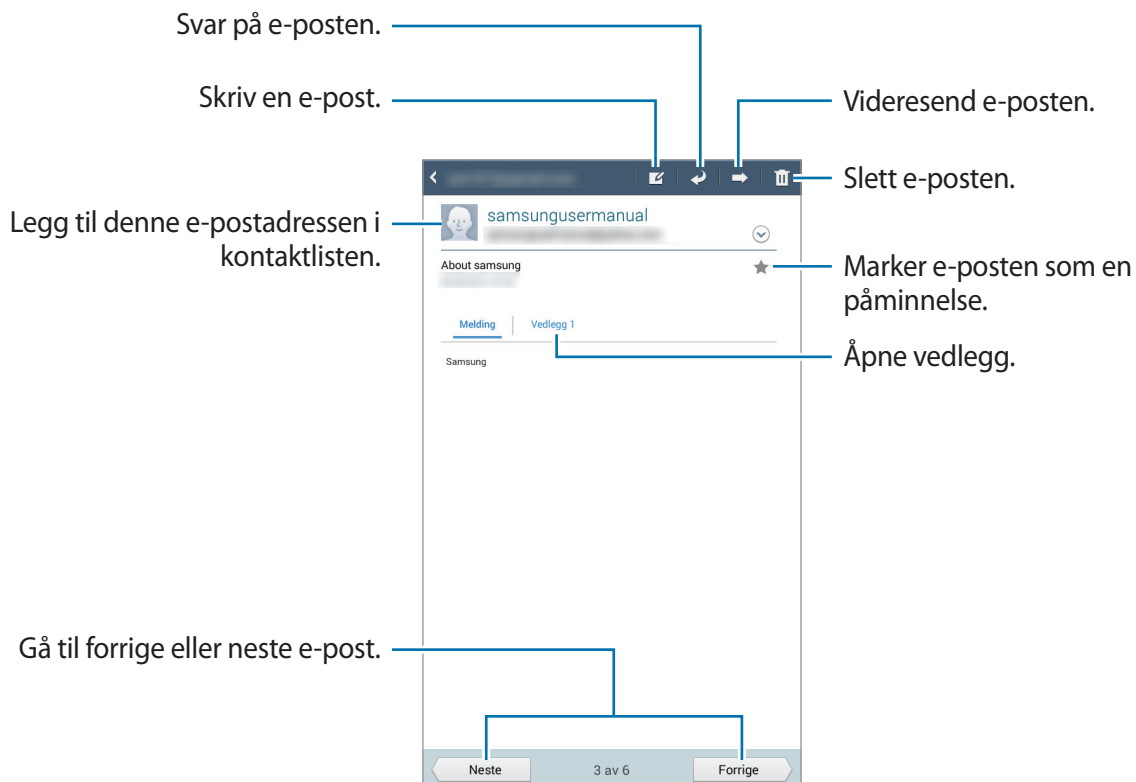 Svar på e-posten.
Skriv en e-post.
Videresend e-posten.
Slett e-posten.
Legg til denne e-postadressen i
kontaktlisten.
samsungusermanual
About samsung
Marker e-posten som en
påminnelse.
Melding
Vedlegg 1
Åpne vedlegg.
Samsung
Gå til forrige eller neste e-post.
Neste
3 av 6
Forrige